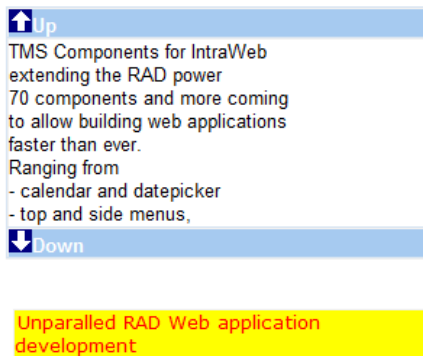 Up
TMS Components for IntraWeb
extending the RAD power
70 components and more coming
to allow building web applications
faster than ever.
Ranging from
- calendar and datepicker
- top and side menus,
Down
Unparalled RAD Web application
development